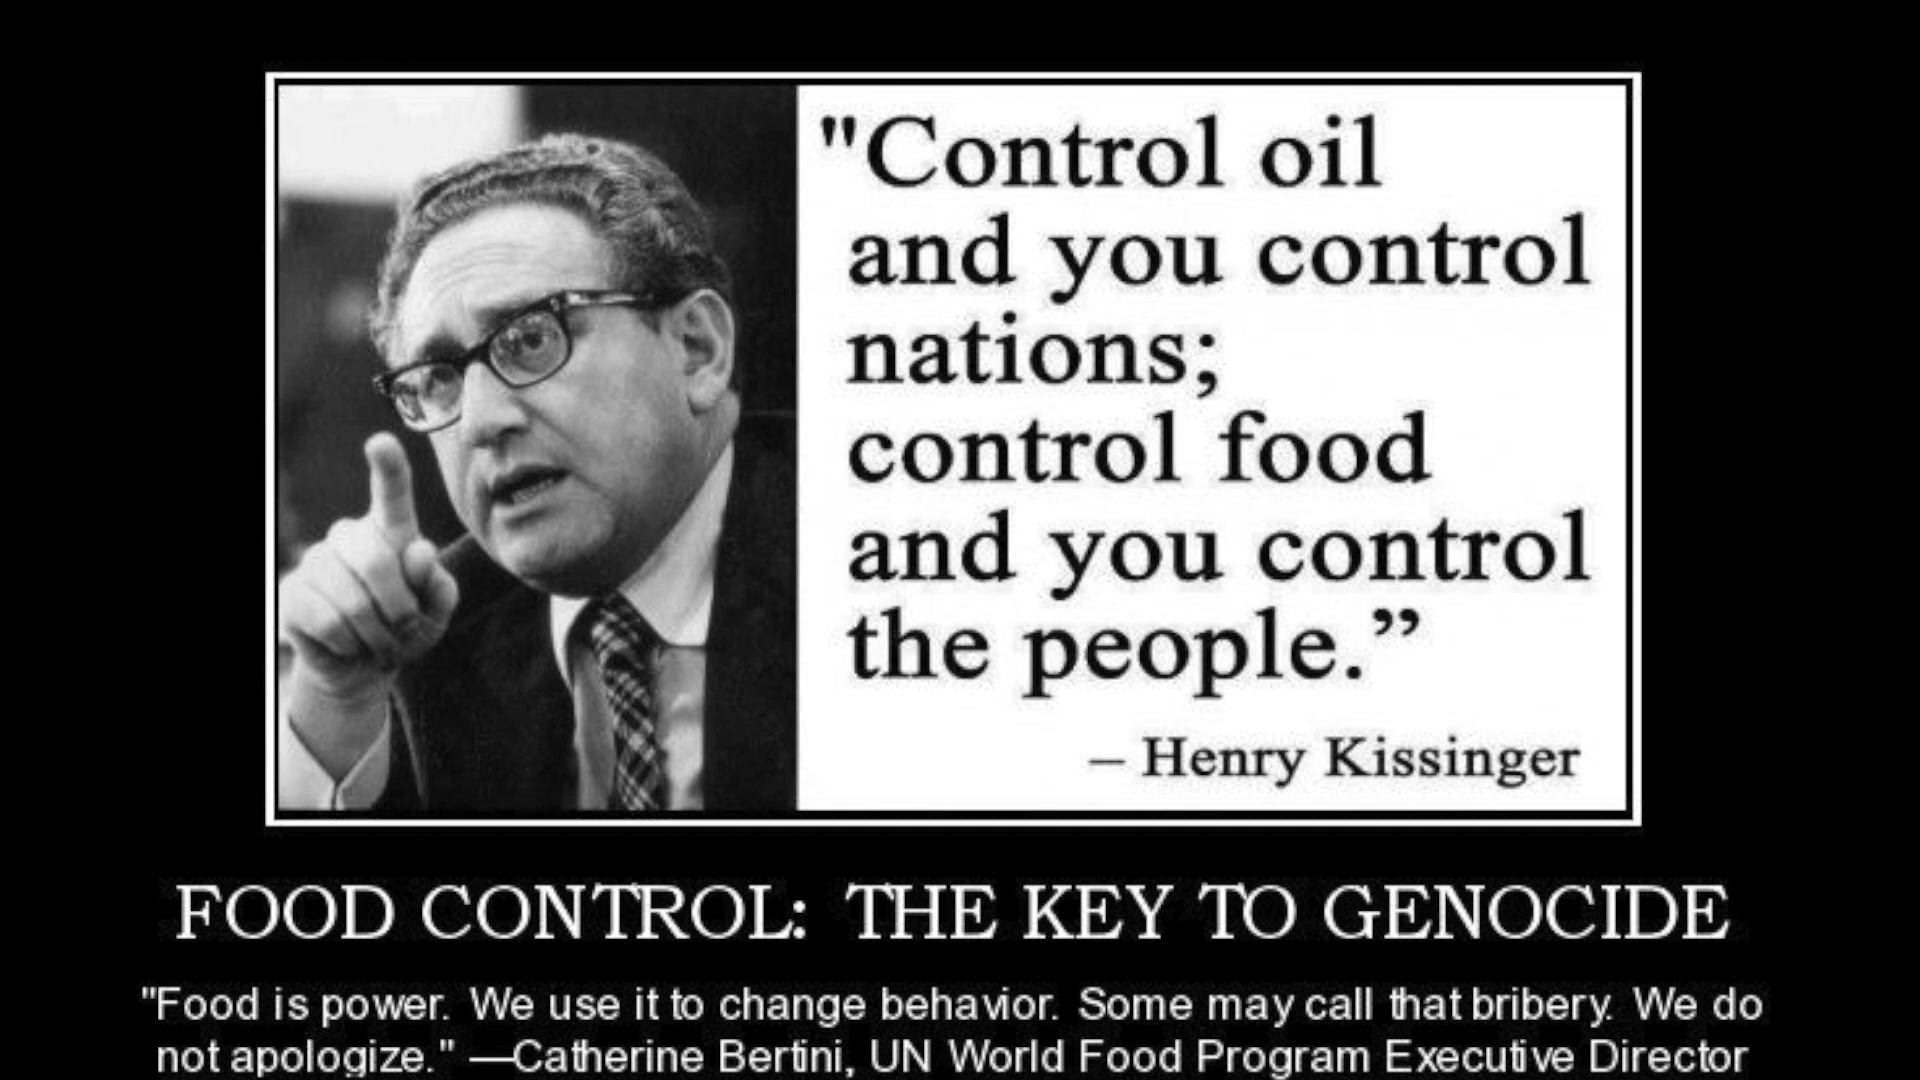 "Control oil
and you control
nations;
control food
and you control
the people.”
– Henry Kissinger
FOOD CONTROL: THE KEY TO GENOCIDE
"Food is power. We use it to change behavior. Some may call that bribery. We do
not apologize." —Catherine Bertini, UN World Food Program Executive Director